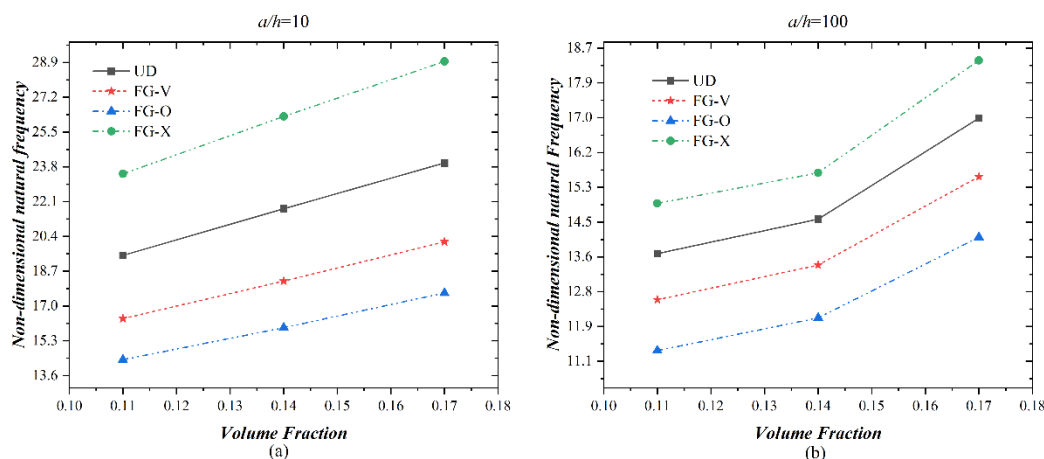 a/h=10
Non-dimensional natural frequency
28.9
27.2
25.5
23.8
22.1
20.4
18.7
17.0
15.3
13.6
UD
FG-V
FG-O
FG-X
0.10 0.11 0.12 0.13 0.14 0.15 0.16 0.17 0.18
Volume Fraction
(a)
a/h=100
Non-dimensional natural Frequency
18.7
17.9
17.0
16.2
15.3
14.5
13.6
12.8
11.9
11.1
UD
FG-V
FG-O
FG-X
0.10 0.11 0.12 0.13 0.14 0.15 0.16 0.17 0.18
Volume Fraction
(b)